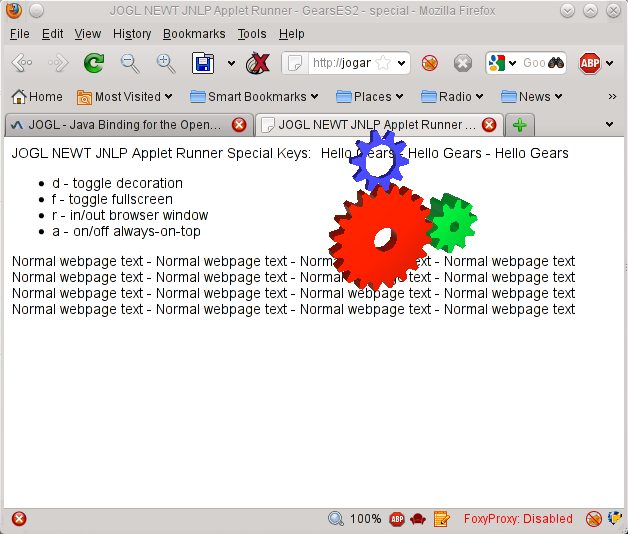 JOGL NEWT JNLP Applet Runner - GearsES2 - special - Mozilla Firefox
File Edit View History Bookmarks Tools Help
http://jogar Goo ABP
Home Most Visited Smart Bookmarks Places Radio News »
JOGL - Java Binding for the Open... JOGL NEWT JNLP Applet Runner ...
JOGL NEWT JNLP Applet Runner Special Keys: Hello Gears - Hello Gears - Hello Gears
• d - toggle decoration
• f - toggle fullscreen
• r - in/out browser window
• a - on/off always-on-top
Normal webpage text - Normal webpage text - Normal webpage text - Normal webpage text
Normal webpage text - Normal webpage text - Normal webpage text - Normal webpage text
Normal webpage text - Normal webpage text - Normal webpage text - Normal webpage text
Normal webpage text - Normal webpage text - Normal webpage text - Normal webpage text
100% ABP FoxyProxy: Disabled